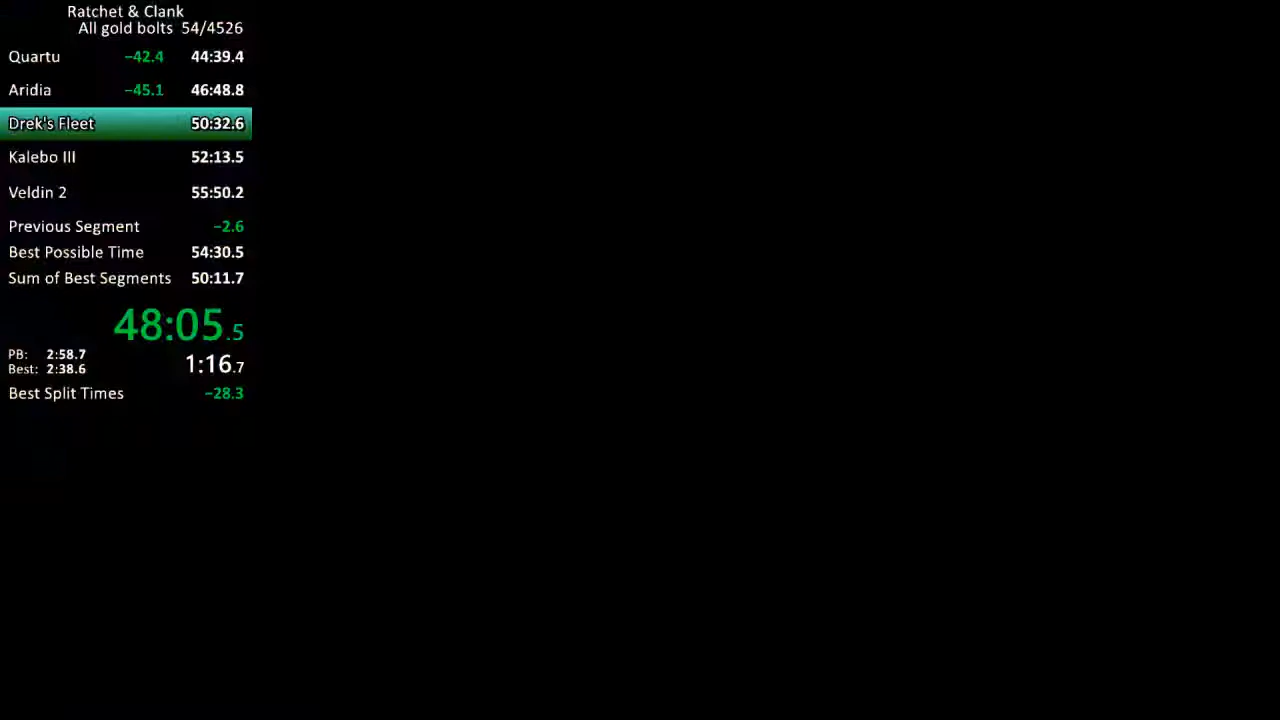 Ratchet & Clank
All gold bolts 54/4526
Quartu −42.4 44:39.4
Aridia −45.1 46:48.8
Drek's Fleet 50:32.6
Kalebo III 52:13.5
Veldin 2 55:50.2
Previous Segment −2.6
Best Possible Time 54:30.5
Sum of Best Segments 50:11.7
48:05.5
PB: 2:58.7
Best: 2:38.6
1:16.7
Best Split Times −28.3